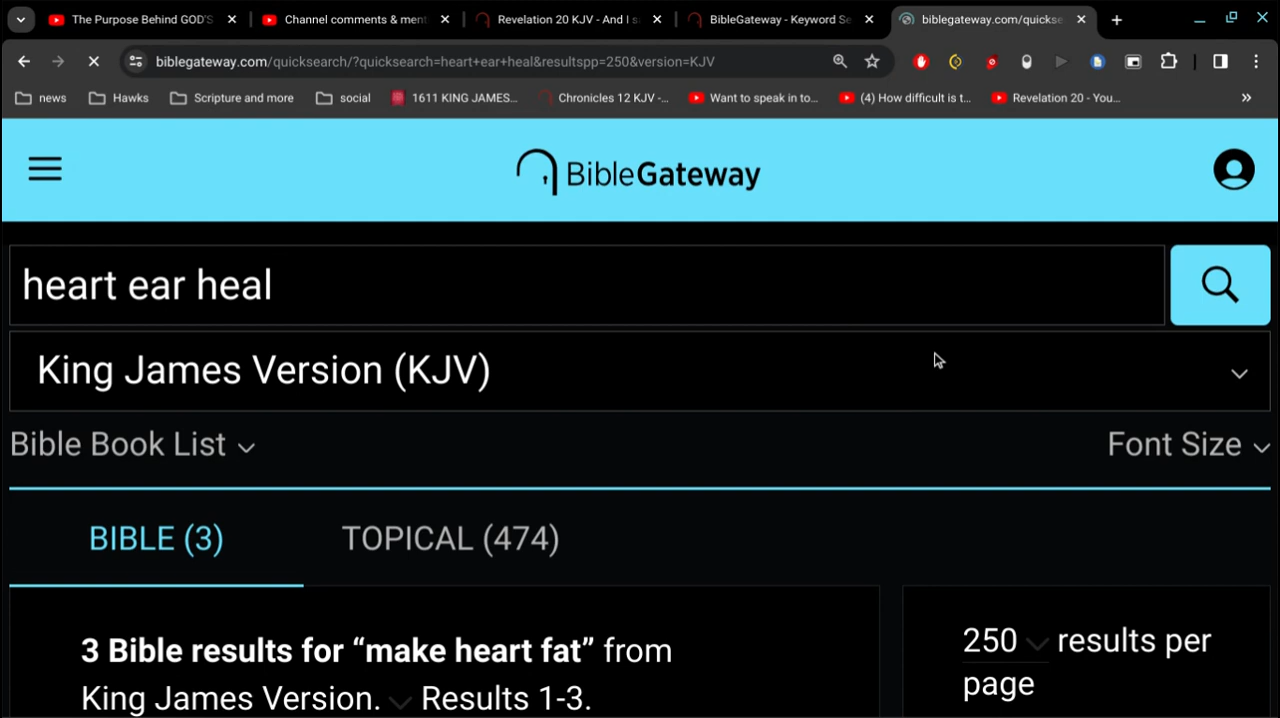 The Purpose Behind GOD'S
Channel comments & ment
Revelation 20 KJV - And I s
BibleGateway - Keyword Se
biblegateway.com/quickse
biblegateway.com/quicksearch/?quicksearch=heart+ear+heal&resultspp=250&version=KJV
news
Hawks
Scripture and more
social
1611 KING JAMES...
Chronicles 12 KJV -...
Want to speak in to...
(4) How difficult is t...
Revelation 20 - You...
BibleGateway
heart ear heal
King James Version (KJV)
Bible Book List
Font Size
BIBLE (3)
TOPICAL (474)
3 Bible results for “make heart fat” from
King James Version. Results 1-3.
250 results per
page